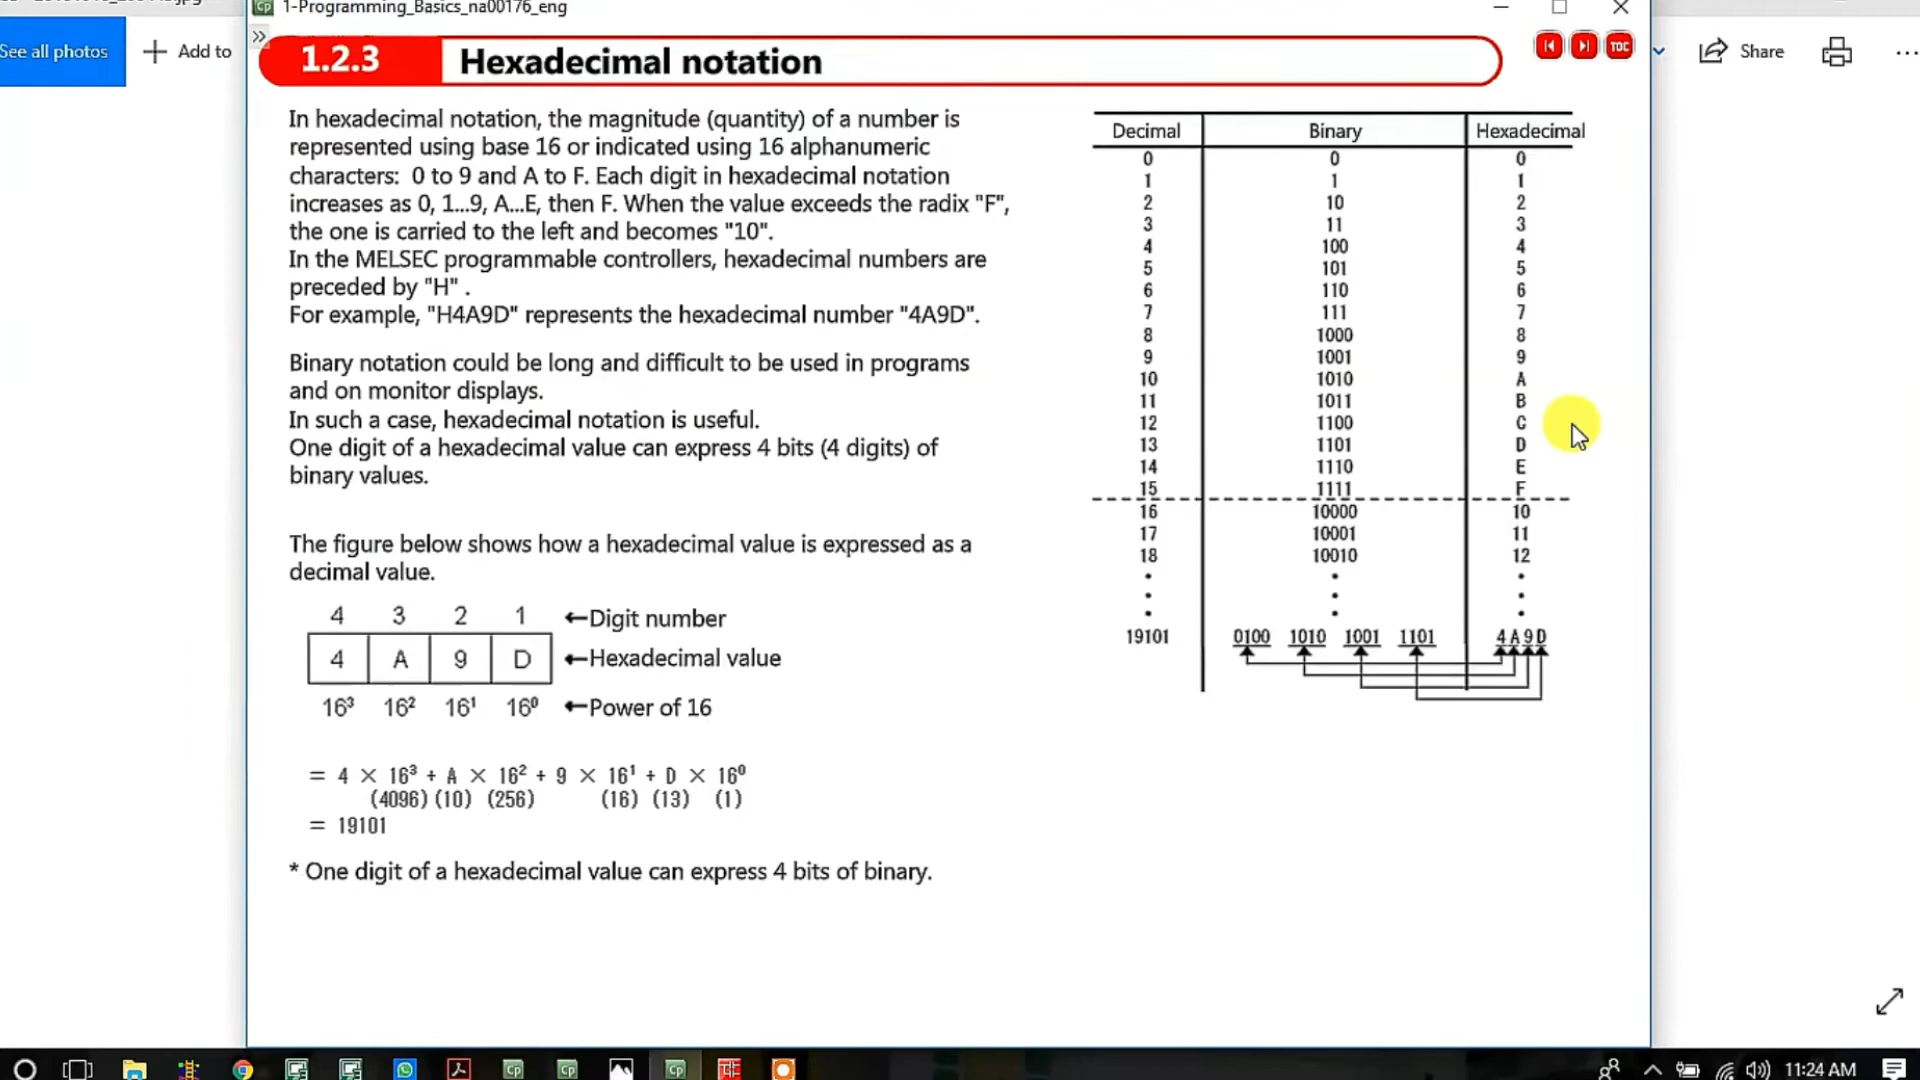 1-Programming_Basics_na00176_eng
See all photos
Add to
Share
1.2.3
Hexadecimal notation
TOC
In hexadecimal notation, the magnitude (quantity) of a number is
represented using base 16 or indicated using 16 alphanumeric
characters: 0 to 9 and A to F. Each digit in hexadecimal notation
increases as 0, 1...9, A...E, then F. When the value exceeds the radix "F",
the one is carried to the left and becomes "10".
In the MELSEC programmable controllers, hexadecimal numbers are
preceded by "H" .
For example, "H4A9D" represents the hexadecimal number "4A9D".
Binary notation could be long and difficult to be used in programs
and on monitor displays.
In such a case, hexadecimal notation is useful.
One digit of a hexadecimal value can express 4 bits (4 digits) of
binary values.
The figure below shows how a hexadecimal value is expressed as a
decimal value.
4 3 2 1 ←Digit number
4 A 9 D ←Hexadecimal value
16³ 16² 16¹ 16⁰ ←Power of 16
= 4 × 16³ + A × 16² + 9 × 16¹ + D × 16⁰
(4096) (10) (256) (16) (13) (1)
= 19101
* One digit of a hexadecimal value can express 4 bits of binary.
Decimal Binary Hexadecimal
0 0 0
1 1 1
2 10 2
3 11 3
4 100 4
5 101 5
6 110 6
7 111 7
8 1000 8
9 1001 9
10 1010 A
11 1011 B
12 1100 C
13 1101 D
14 1110 E
15 1111 F
16 10000 10
17 10001 11
18 10010 12
19101 0100 1010 1001 1101 4A9D
11:24 AM